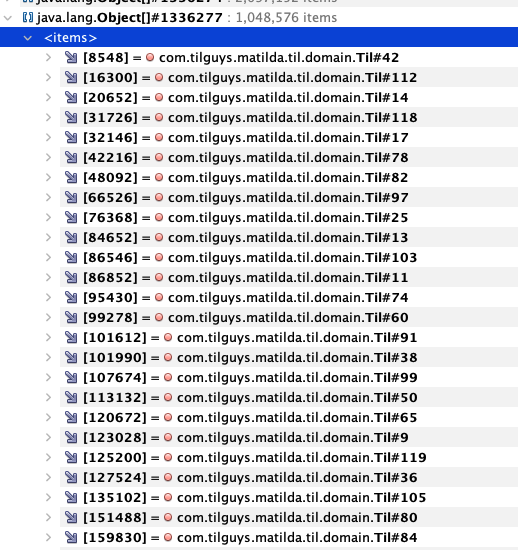 java.lang.Object[]#1336277 : 1,048,576 items
<items>
[8548] = com.tilguys.matilda.til.domain.Til#42
[16300] = com.tilguys.matilda.til.domain.Til#112
[20652] = com.tilguys.matilda.til.domain.Til#14
[31726] = com.tilguys.matilda.til.domain.Til#118
[32146] = com.tilguys.matilda.til.domain.Til#17
[42216] = com.tilguys.matilda.til.domain.Til#78
[48092] = com.tilguys.matilda.til.domain.Til#82
[66526] = com.tilguys.matilda.til.domain.Til#97
[76368] = com.tilguys.matilda.til.domain.Til#25
[84652] = com.tilguys.matilda.til.domain.Til#13
[86546] = com.tilguys.matilda.til.domain.Til#103
[86852] = com.tilguys.matilda.til.domain.Til#11
[95430] = com.tilguys.matilda.til.domain.Til#74
[99278] = com.tilguys.matilda.til.domain.Til#60
[101612] = com.tilguys.matilda.til.domain.Til#91
[101990] = com.tilguys.matilda.til.domain.Til#38
[107674] = com.tilguys.matilda.til.domain.Til#99
[113132] = com.tilguys.matilda.til.domain.Til#50
[120672] = com.tilguys.matilda.til.domain.Til#65
[123028] = com.tilguys.matilda.til.domain.Til#9
[125200] = com.tilguys.matilda.til.domain.Til#119
[127524] = com.tilguys.matilda.til.domain.Til#36
[135102] = com.tilguys.matilda.til.domain.Til#105
[151488] = com.tilguys.matilda.til.domain.Til#80
[159830] = com.tilguys.matilda.til.domain.Til#84